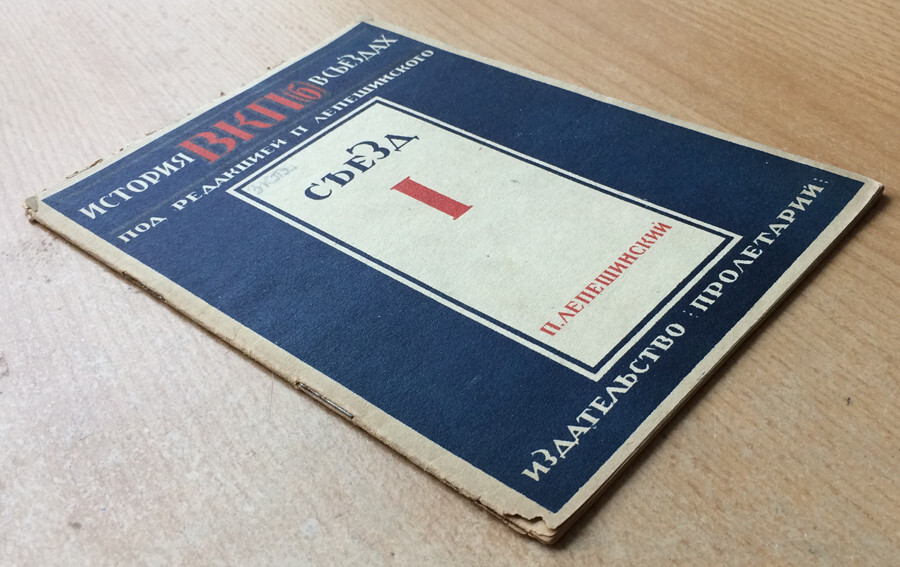 ИСТОРИЯ ВКП(б) В СЪЕЗДАХ
ПОД РЕДАКЦИЕЙ П ЛЕПЕШИНСКОГО
СЪЕЗД
I
П.ЛЕПЕШИНСКИЙ
ИЗДАТЕЛЬСТВО :ПРОЛЕТАРИЙ: